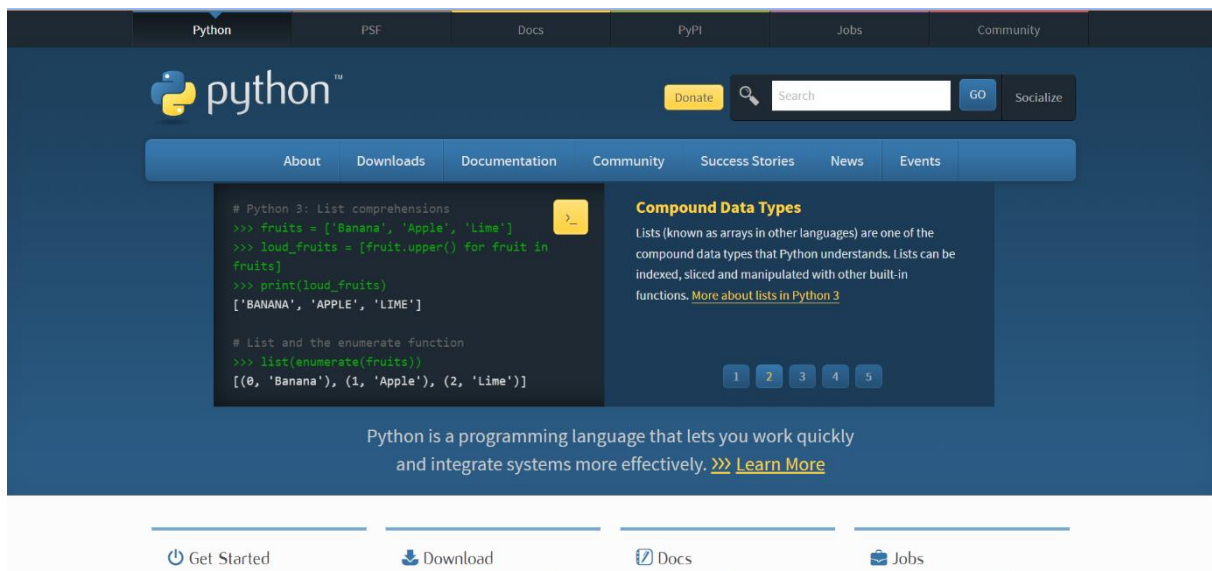 Python PSF Docs PyPI Jobs Community
python™
Donate Search GO Socialize
About Downloads Documentation Community Success Stories News Events
# Python 3: List comprehensions
>>> fruits = ['Banana', 'Apple', 'Lime']
>>> loud_fruits = [fruit.upper() for fruit in
fruits]
>>> print(loud_fruits)
['BANANA', 'APPLE', 'LIME']
# List and the enumerate function
>>> list(enumerate(fruits))
[(0, 'Banana'), (1, 'Apple'), (2, 'Lime')]
>_
Compound Data Types
Lists (known as arrays in other languages) are one of the
compound data types that Python understands. Lists can be
indexed, sliced and manipulated with other built-in
functions. More about lists in Python 3
1 2 3 4 5
Python is a programming language that lets you work quickly
and integrate systems more effectively. >>> Learn More
Get Started Download Docs Jobs